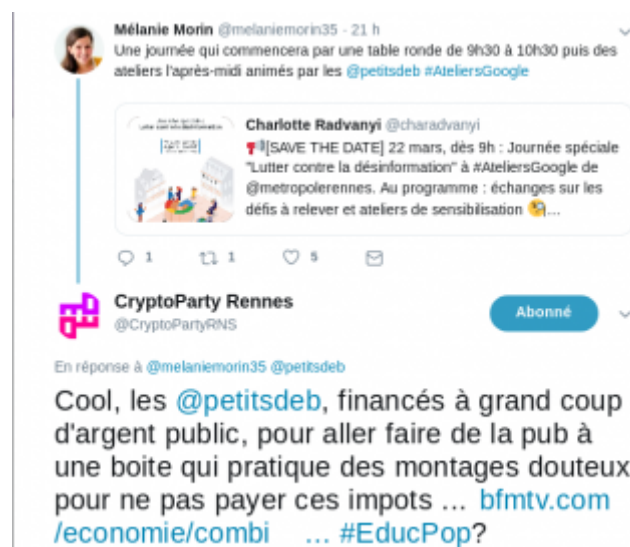 Mélanie Morin @melaniemorin35 · 21 h
Une journée qui commencera par une table ronde de 9h30 à 10h30 puis des
ateliers l'après-midi animés par les @petitsdeb #AteliersGoogle
Charlotte Radvanyi @charadvanyi
[SAVE THE DATE] 22 mars, dès 9h : Journée spéciale
"Lutter contre la désinformation" à #AteliersGoogle de
@metropolerennes. Au programme : échanges sur les
défis à relever et ateliers de sensibilisation 🧐…
1 1 5
CryptoParty Rennes
@CryptoPartyRNS
Abonné
En réponse à @melaniemorin35 @petitsdeb
Cool, les @petitsdeb, financés à grand coup
d'argent public, pour aller faire de la pub à
une boite qui pratique des montages douteux
pour ne pas payer ces impots ... bfmtv.com
/economie/combi ... #EducPop?